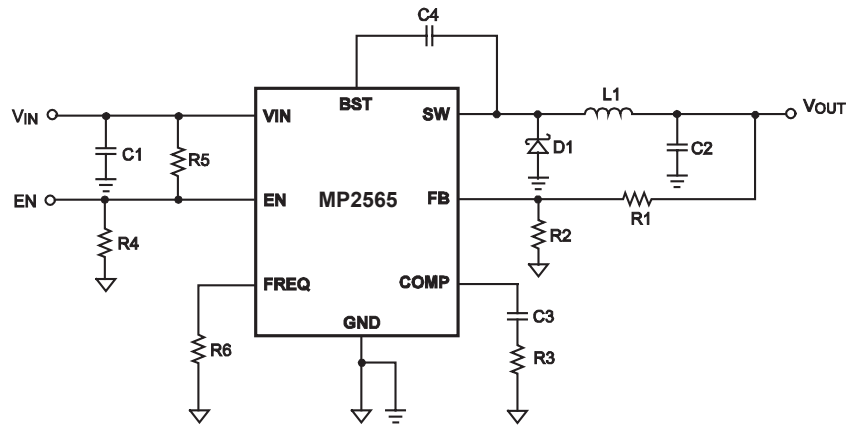 C4
VIN
VIN
BST
SW
L1
VOUT
C1
R5
D1
C2
EN
EN
MP2565
FB
R1
R4
R2
FREQ
COMP
C3
GND
R6
R3